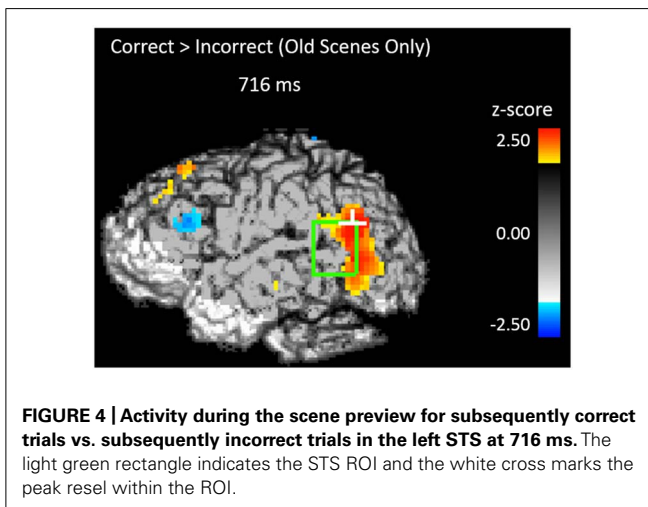 Correct > Incorrect (Old Scenes Only)
716 ms
z-score
2.50
0.00
-2.50
FIGURE 4 | Activity during the scene preview for subsequently correct
trials vs. subsequently incorrect trials in the left STS at 716 ms. The
light green rectangle indicates the STS ROI and the white cross marks the
peak resel within the ROI.